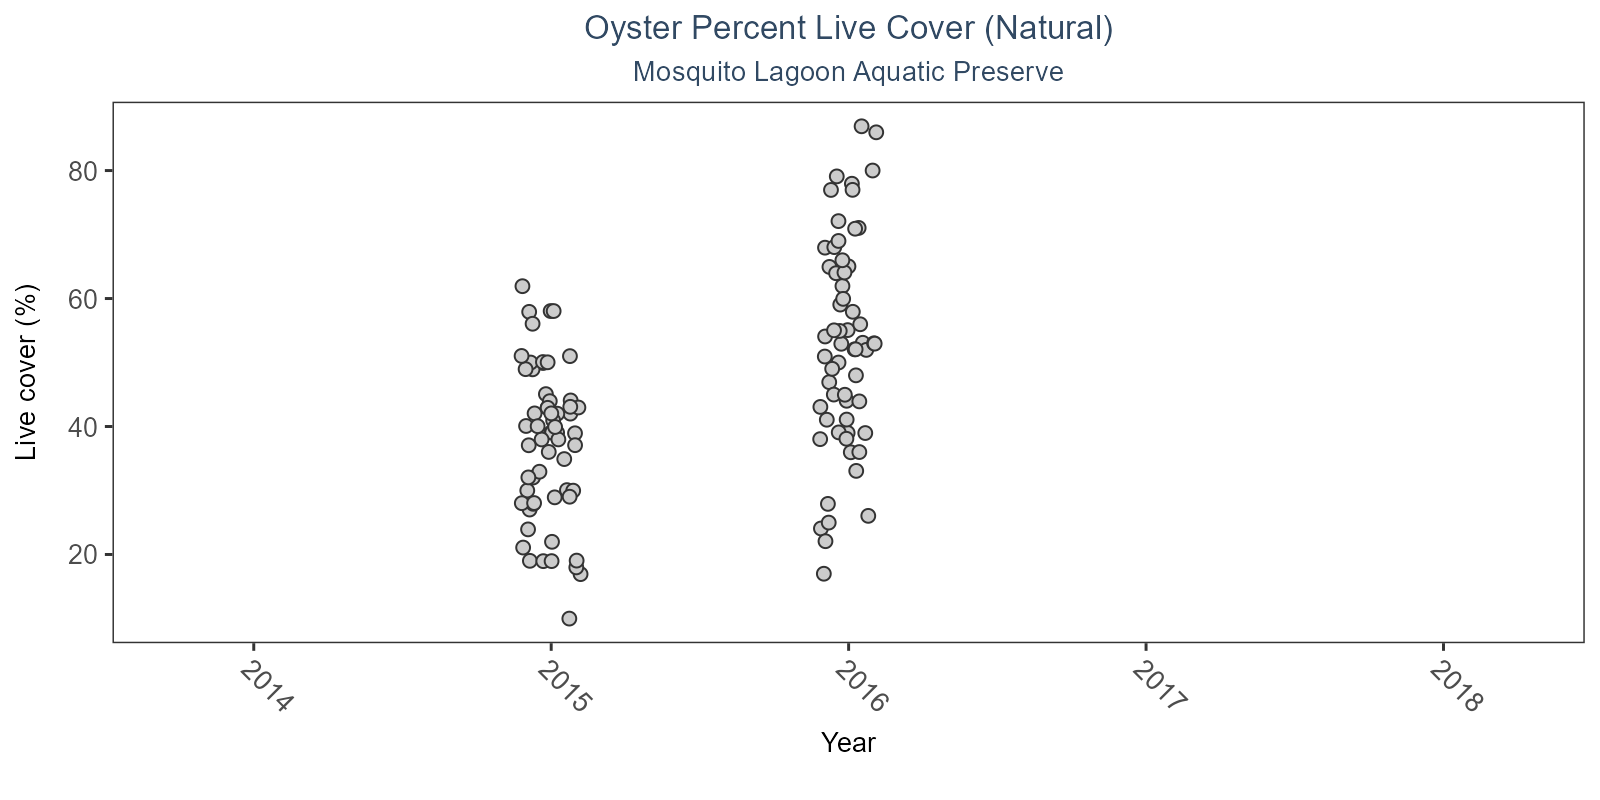 Oyster Percent Live Cover (Natural)
Mosquito Lagoon Aquatic Preserve
Live cover (%)
80
60
40
20
2014
2015
2016
2017
2018
Year